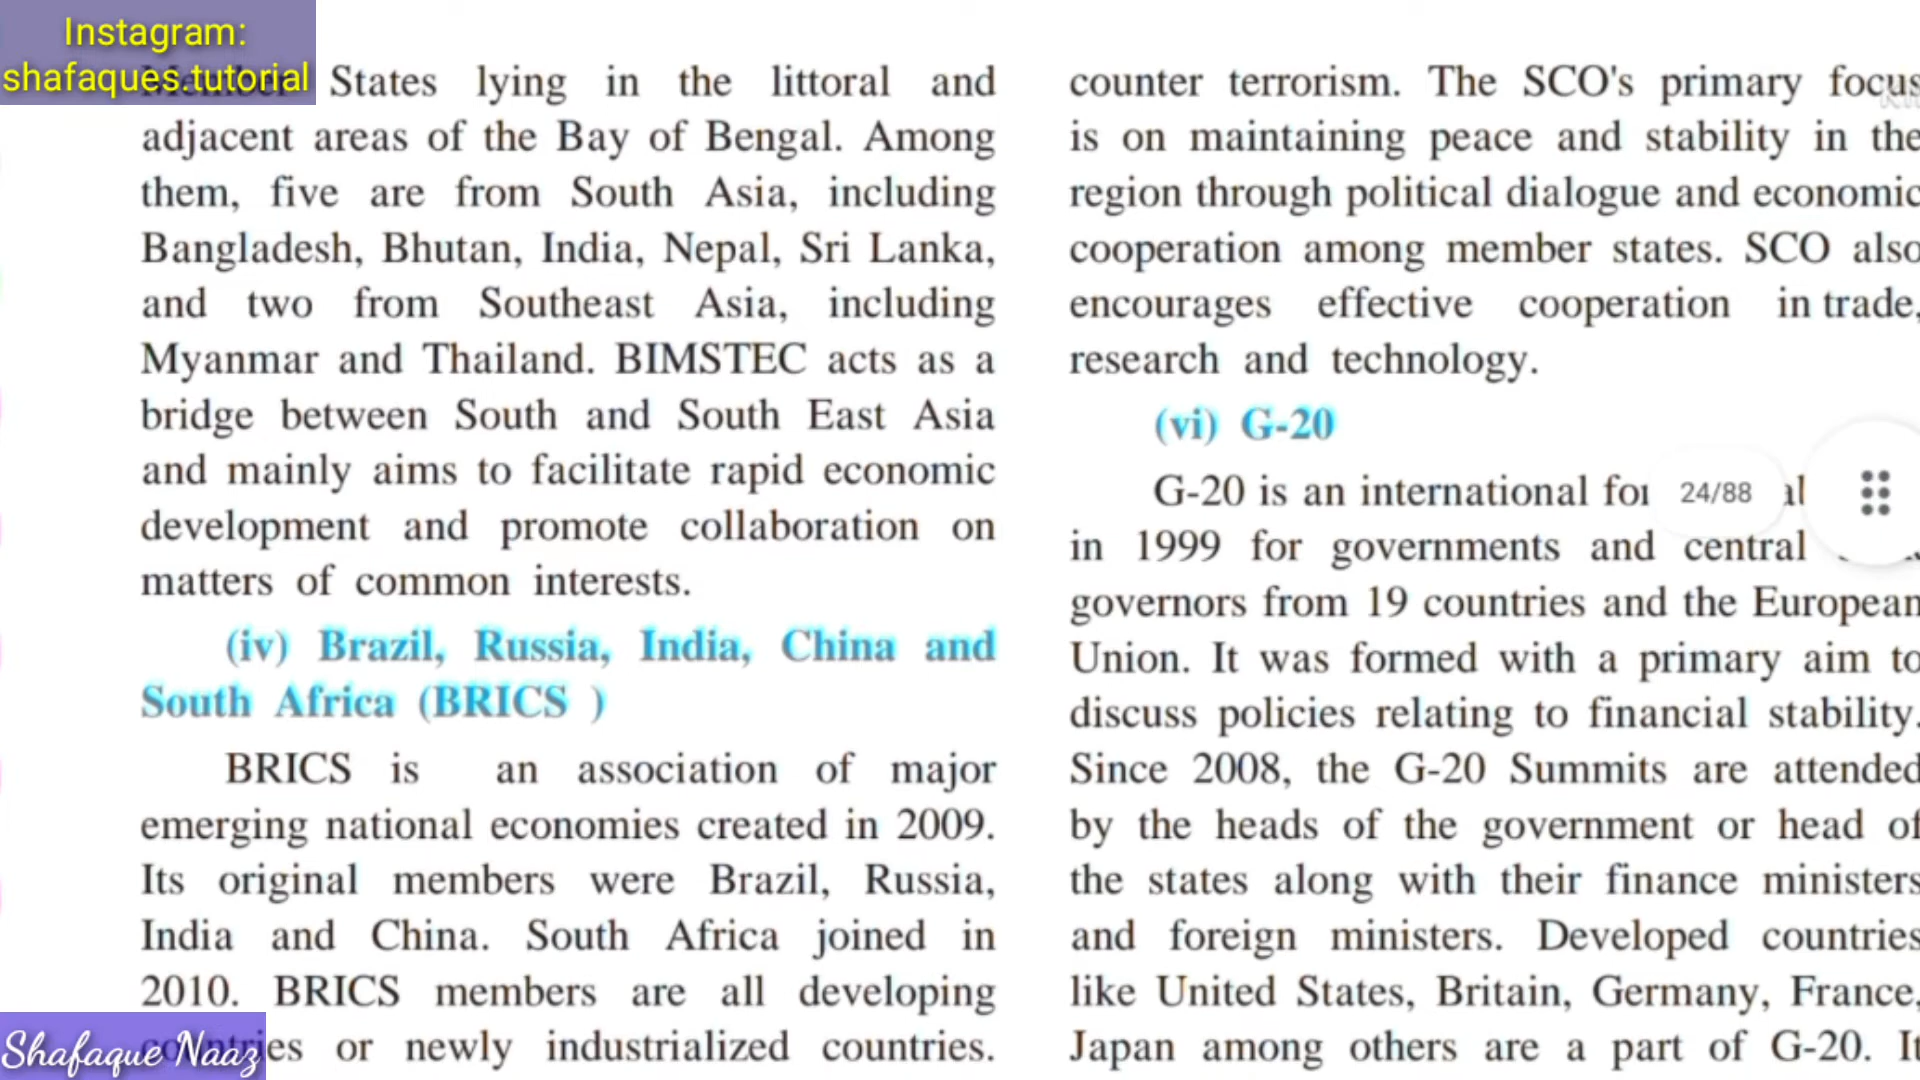 Instagram:
shafaques.tutorial
States lying in the littoral and
adjacent areas of the Bay of Bengal. Among
them, five are from South Asia, including
Bangladesh, Bhutan, India, Nepal, Sri Lanka,
and two from Southeast Asia, including
Myanmar and Thailand. BIMSTEC acts as a
bridge between South and South East Asia
and mainly aims to facilitate rapid economic
development and promote collaboration on
matters of common interests.
(iv) Brazil, Russia, India, China and
South Africa (BRICS )
BRICS is an association of major
emerging national economies created in 2009.
Its original members were Brazil, Russia,
India and China. South Africa joined in
2010. BRICS members are all developing
or newly industrialized countries.
counter terrorism. The SCO's primary focus
is on maintaining peace and stability in the
region through political dialogue and economic
cooperation among member states. SCO also
encourages effective cooperation in trade,
research and technology.
(vi) G-20
G-20 is an international
24/88
in 1999 for governments and central
governors from 19 countries and the European
Union. It was formed with a primary aim to
discuss policies relating to financial stability.
Since 2008, the G-20 Summits are attended
by the heads of the government or head of
the states along with their finance ministers
and foreign ministers. Developed countries
like United States, Britain, Germany, France,
Japan among others are a part of G-20. It
Shafaque Naaz